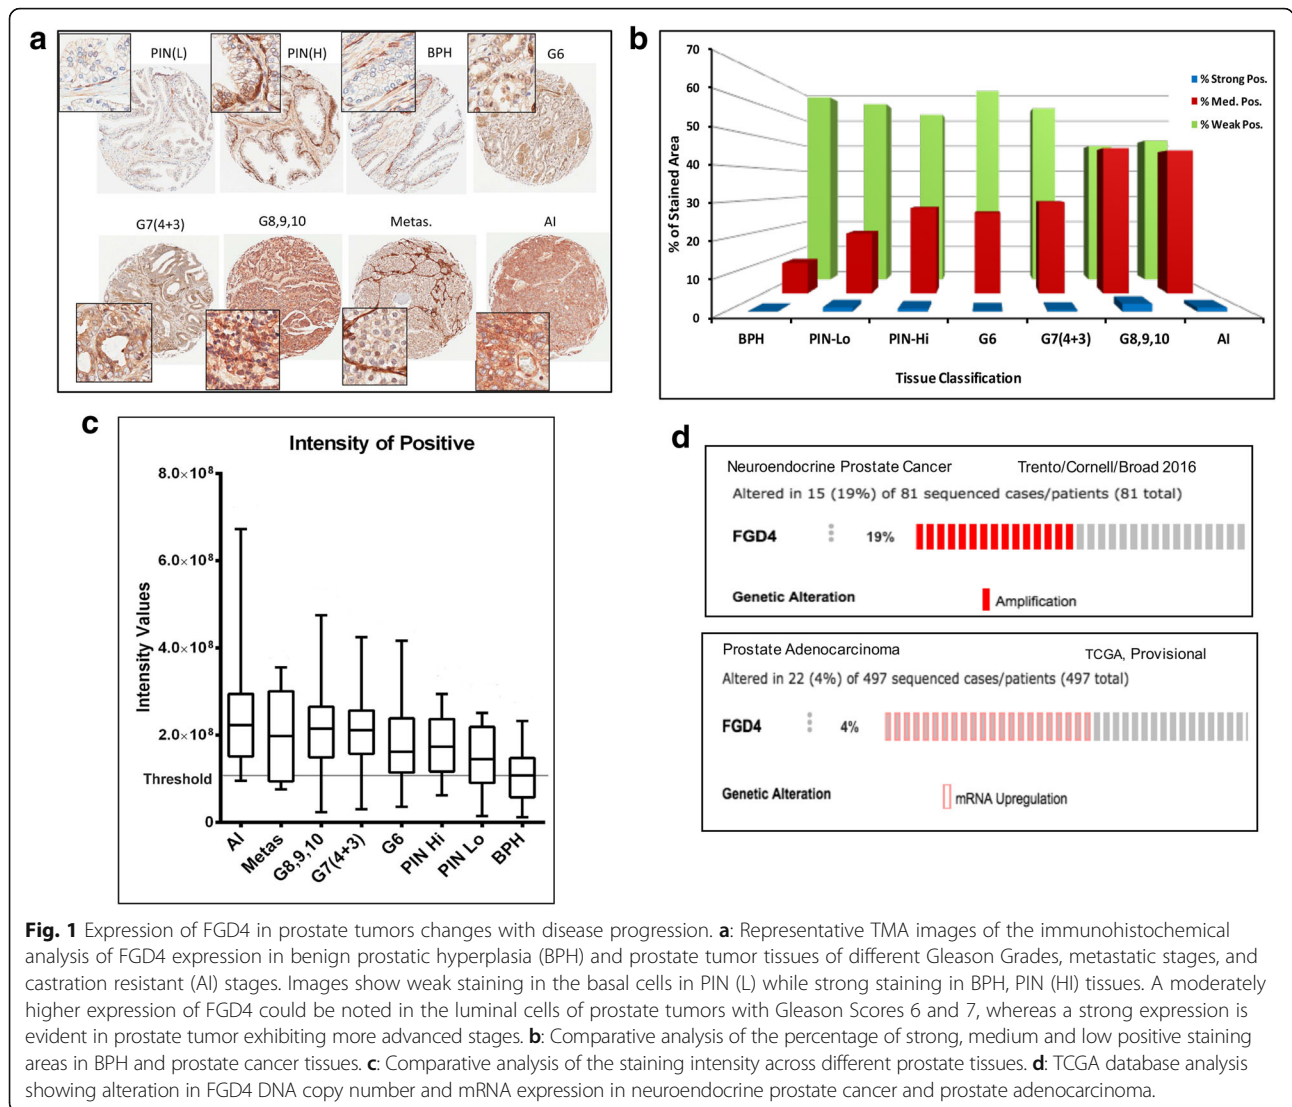 a
PIN(L) PIN(H) BPH G6
G7(4+3) G8,9,10 Metas. AI
b
70
60
50
40
30
20
10
0
% of Stained Area
% Strong Pos.
% Med. Pos.
% Weak Pos.
BPH PIN-Lo PIN-Hi G6 G7(4+3) G8,9,10 AI
Tissue Classification
c
Intensity of Positive
8.0×10⁸
6.0×10⁸
4.0×10⁸
2.0×10⁸
Threshold
0
Intensity Values
AI Metas G8,9,10 G7(4+3) G6 PIN Hi PIN Lo BPH
d
Neuroendocrine Prostate Cancer Trento/Cornell/Broad 2016
Altered in 15 (19%) of 81 sequenced cases/patients (81 total)
FGD4 19%
Genetic Alteration Amplification
Prostate Adenocarcinoma TCGA, Provisional
Altered in 22 (4%) of 497 sequenced cases/patients (497 total)
FGD4 4%
Genetic Alteration mRNA Upregulation
Fig. 1 Expression of FGD4 in prostate tumors changes with disease progression. a: Representative TMA images of the immunohistochemical
analysis of FGD4 expression in benign prostatic hyperplasia (BPH) and prostate tumor tissues of different Gleason Grades, metastatic stages, and
castration resistant (AI) stages. Images show weak staining in the basal cells in PIN (L) while strong staining in BPH, PIN (HI) tissues. A moderately
higher expression of FGD4 could be noted in the luminal cells of prostate tumors with Gleason Scores 6 and 7, whereas a strong expression is
evident in prostate tumor exhibiting more advanced stages. b: Comparative analysis of the percentage of strong, medium and low positive staining
areas in BPH and prostate cancer tissues. c: Comparative analysis of the staining intensity across different prostate tissues. d: TCGA database analysis
showing alteration in FGD4 DNA copy number and mRNA expression in neuroendocrine prostate cancer and prostate adenocarcinoma.